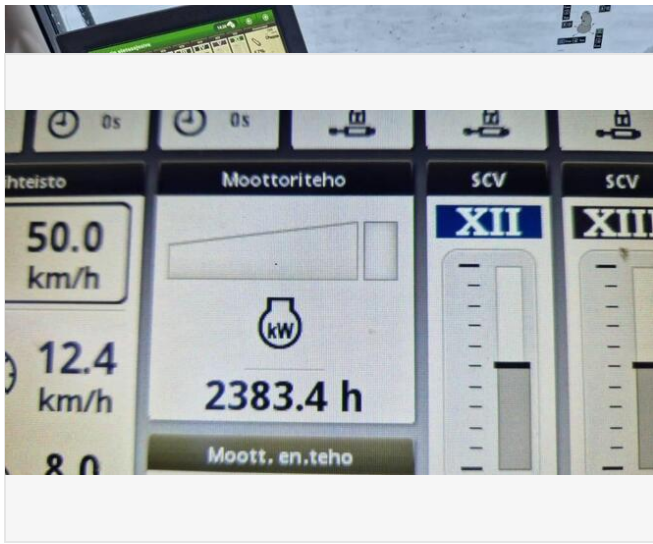 0s
0s
Moottoriteho
SCV
SCV
50.0
km/h
XII
kW
12.4
km/h
2383.4 h
8.0
Moott. en.teho